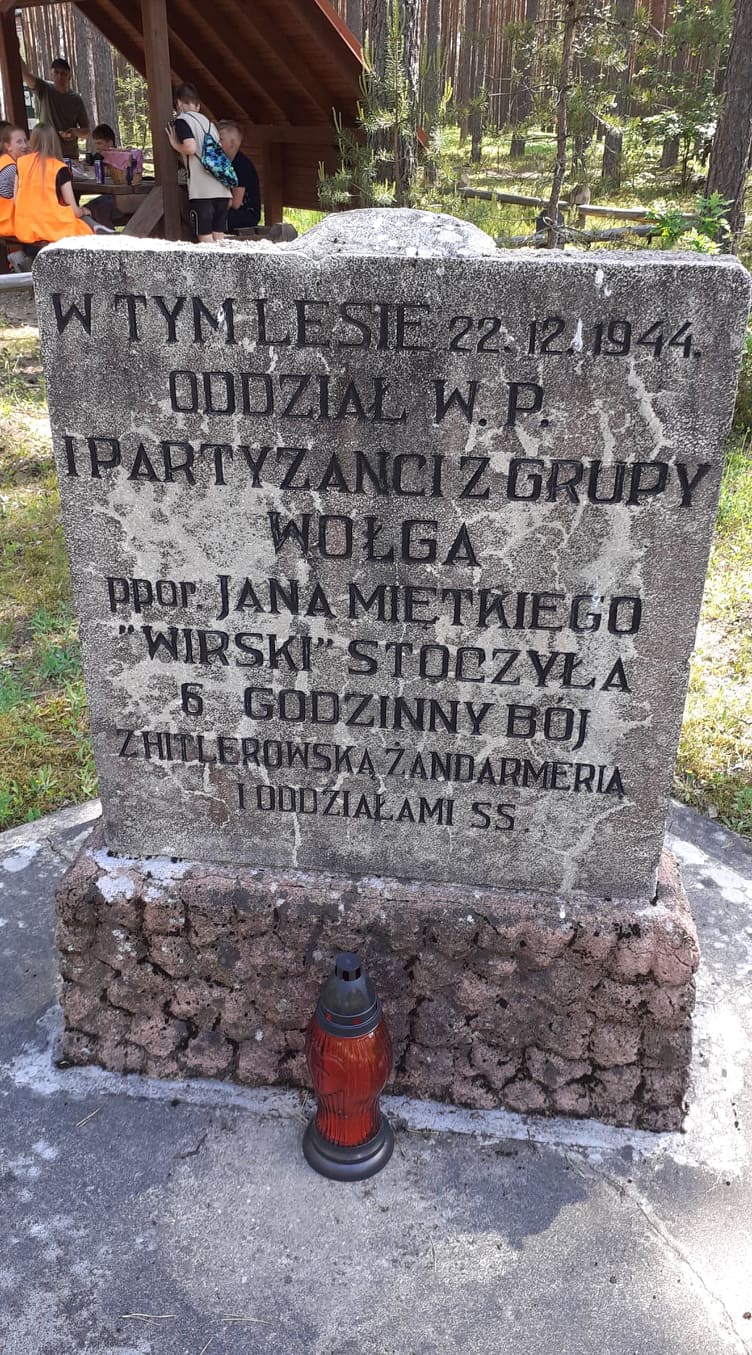 W TYM LESIE 22.12.1944.
ODDZIAŁ W. P.
I PARTYZANCI Z GRUPY
WOŁGA
ppor. JANA MIETKIEGO
"WIRSKI" STOCZYŁA
6 GODZINNY BÓJ
Z HITLEROWSKĄ ŻANDARMERIĄ
I ODDZIAŁAMI SS.